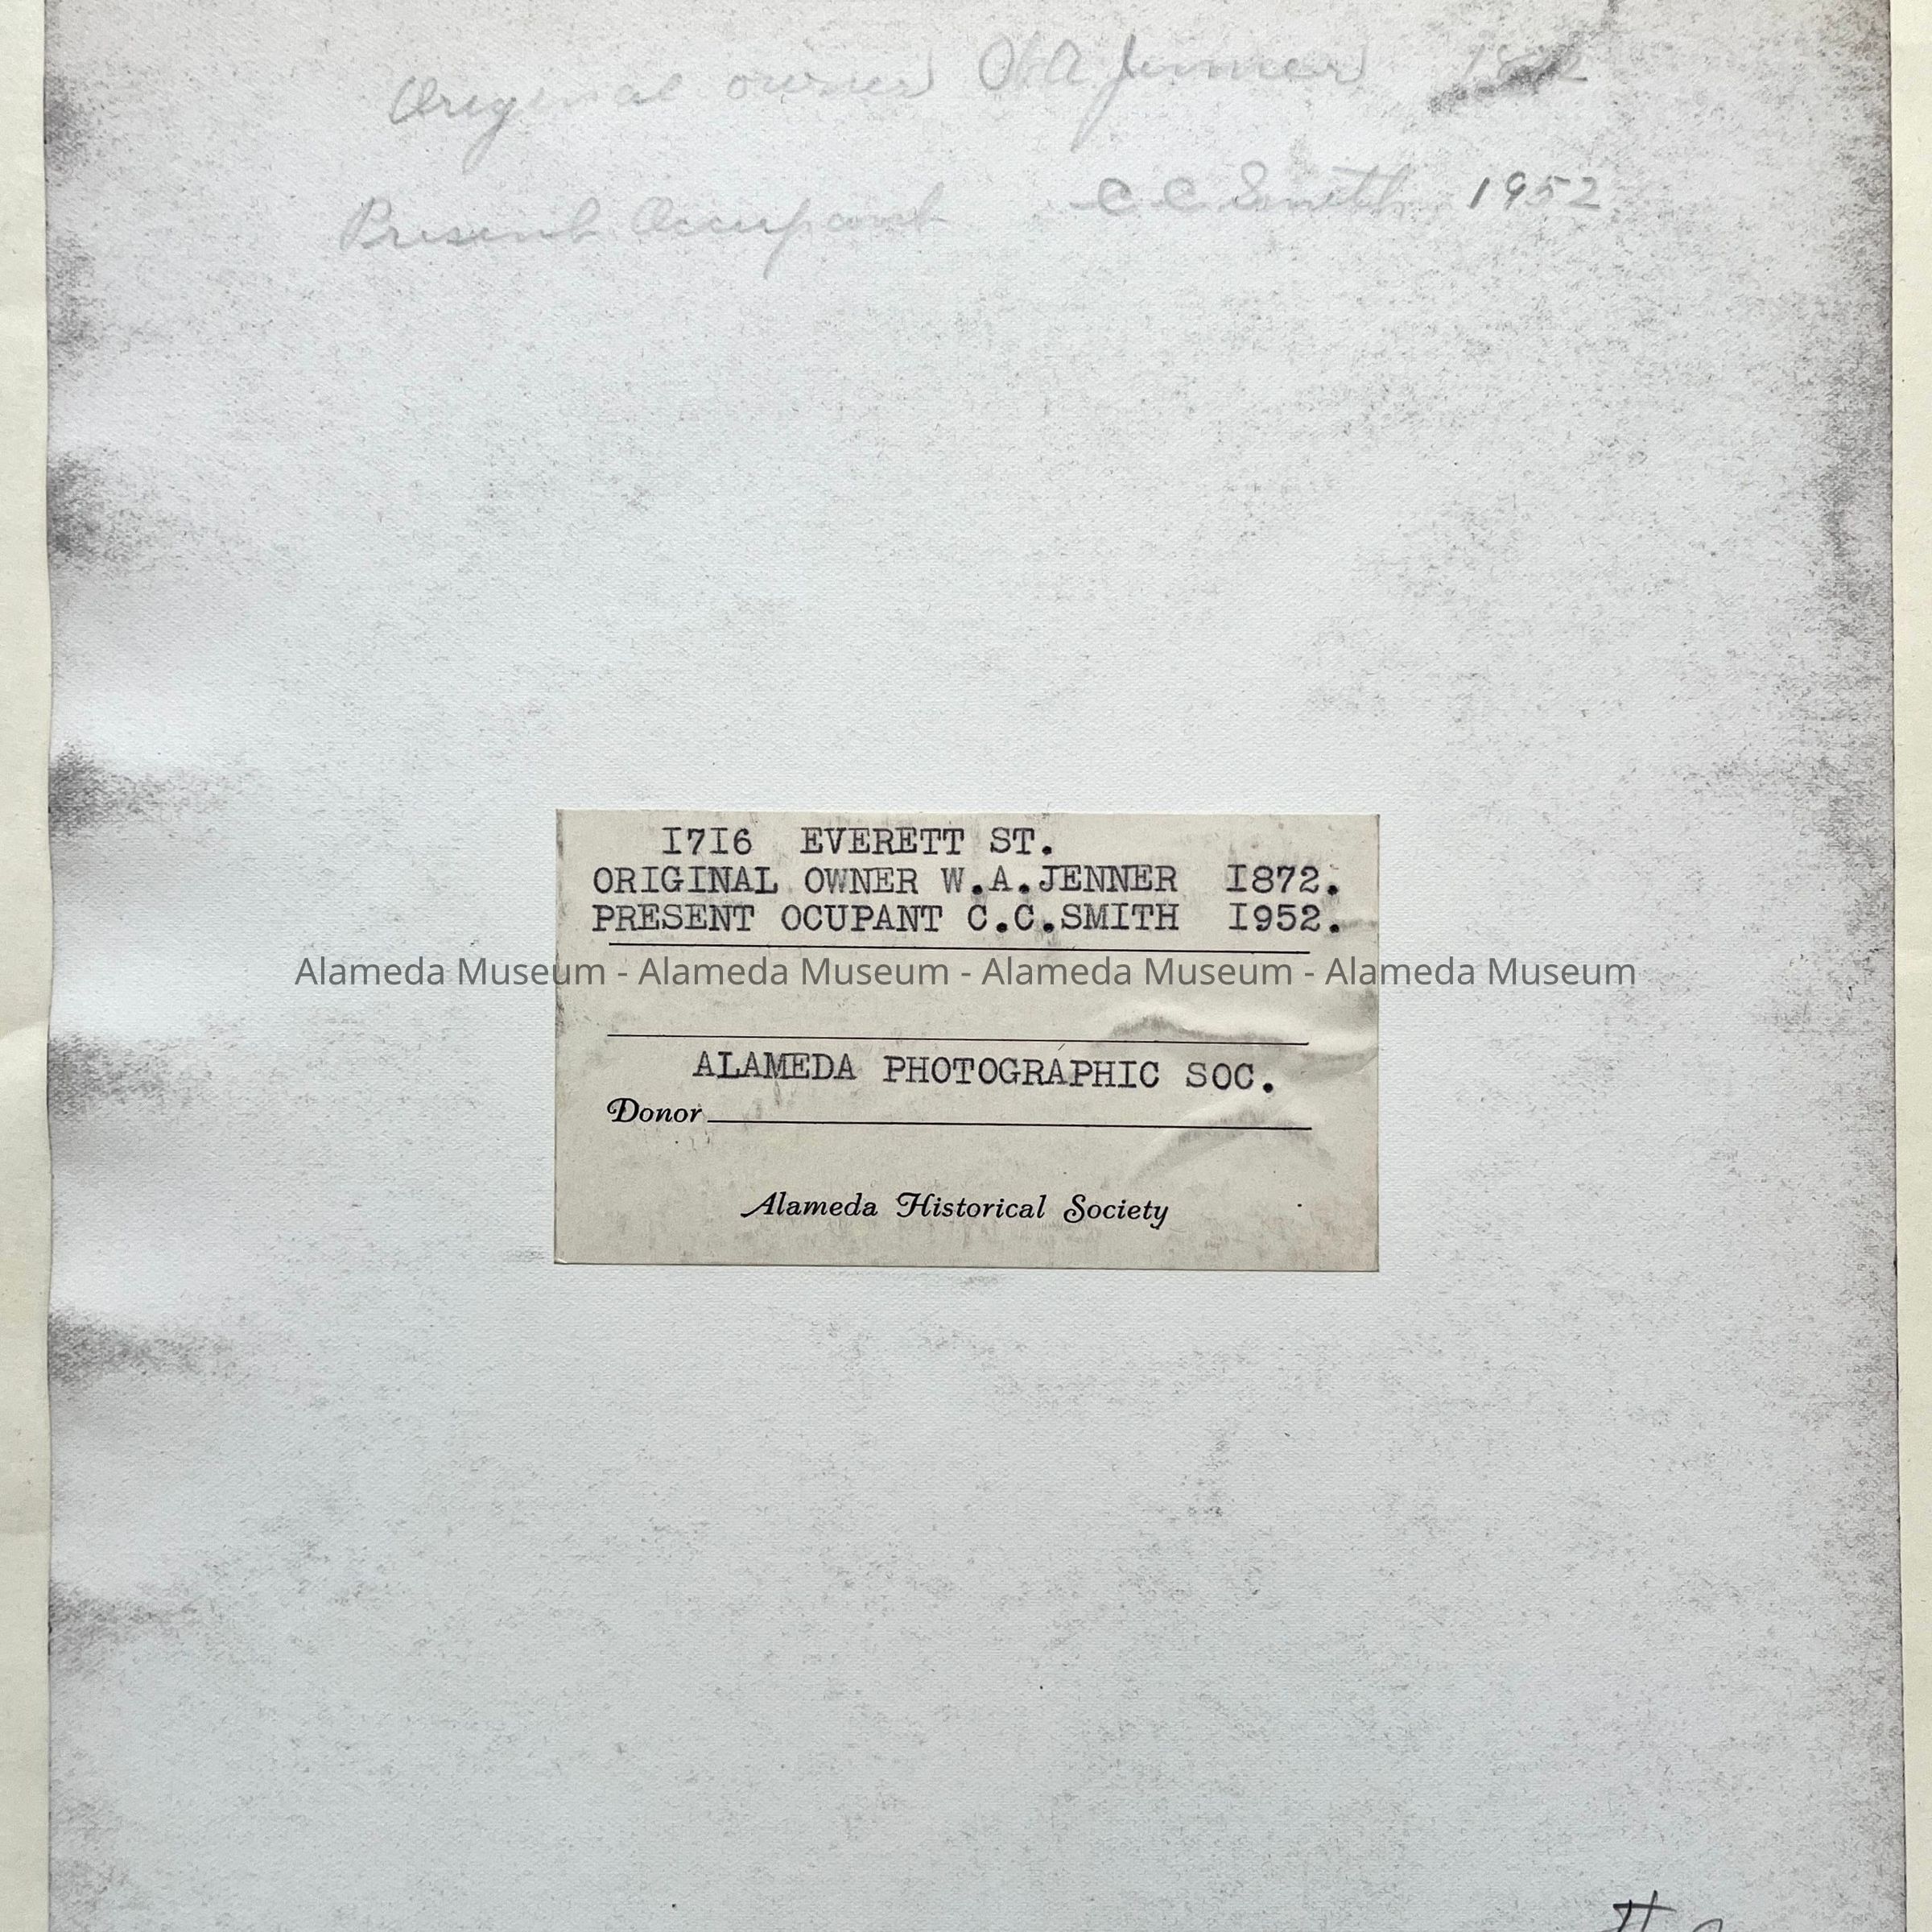 Original owner W A Jenner
Present Occupant C C Smith 1952
I7I6 EVERETT ST.
ORIGINAL OWNER W.A.JENNER I872.
PRESENT OCUPANT C.C.SMITH I952.
Alameda Museum - Alameda Museum - Alameda Museum - Alameda Museum
ALAMEDA PHOTOGRAPHIC SOC.
Donor
Alameda Historical Society
#